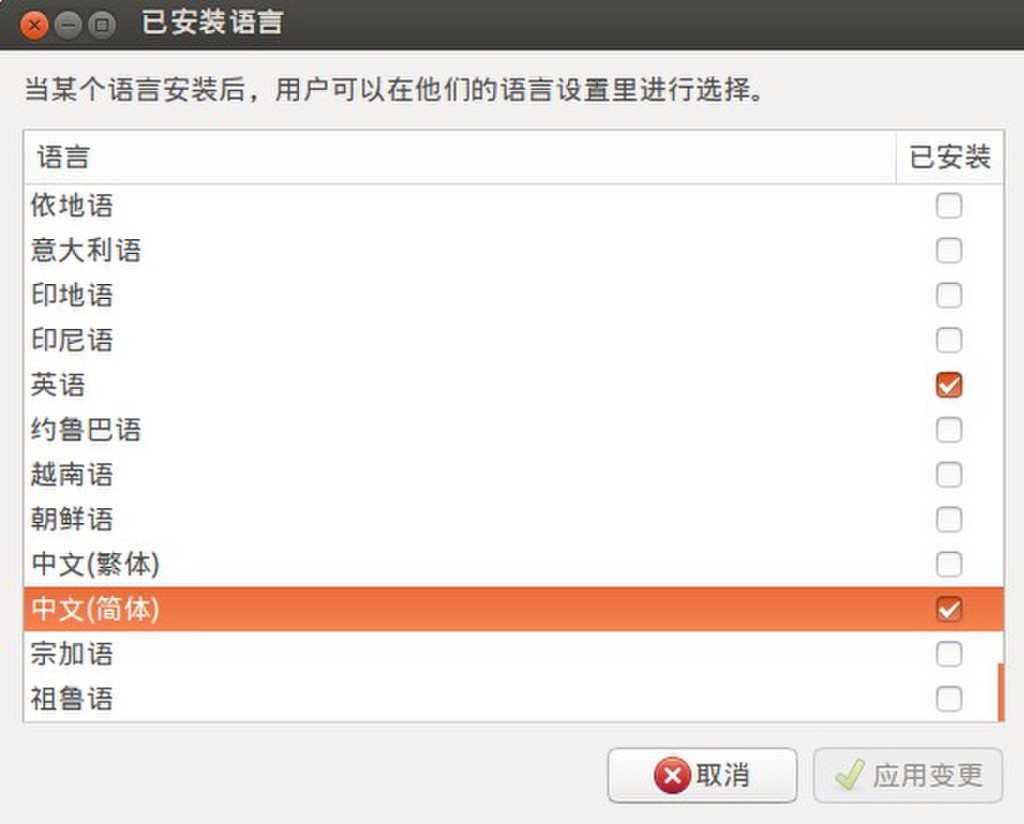 已安装语言
当某个语言安装后，用户可以在他们的语言设置里进行选择。
语言 已安装
依地语
意大利语
印地语
印尼语
英语
约鲁巴语
越南语
朝鲜语
中文(繁体)
中文(简体)
宗加语
祖鲁语
取消 应用变更